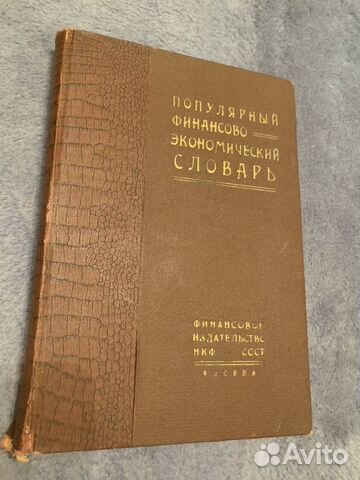 ПОПУЛЯРНЫЙ
ФИНАНСОВО
ЭКОНОМИЧЕСКИЙ
СЛОВАРЬ
ФИНАНСОВОЕ
ИЗДАТЕЛЬСТВО
НКФ - СССР
МОСКВА
Avito